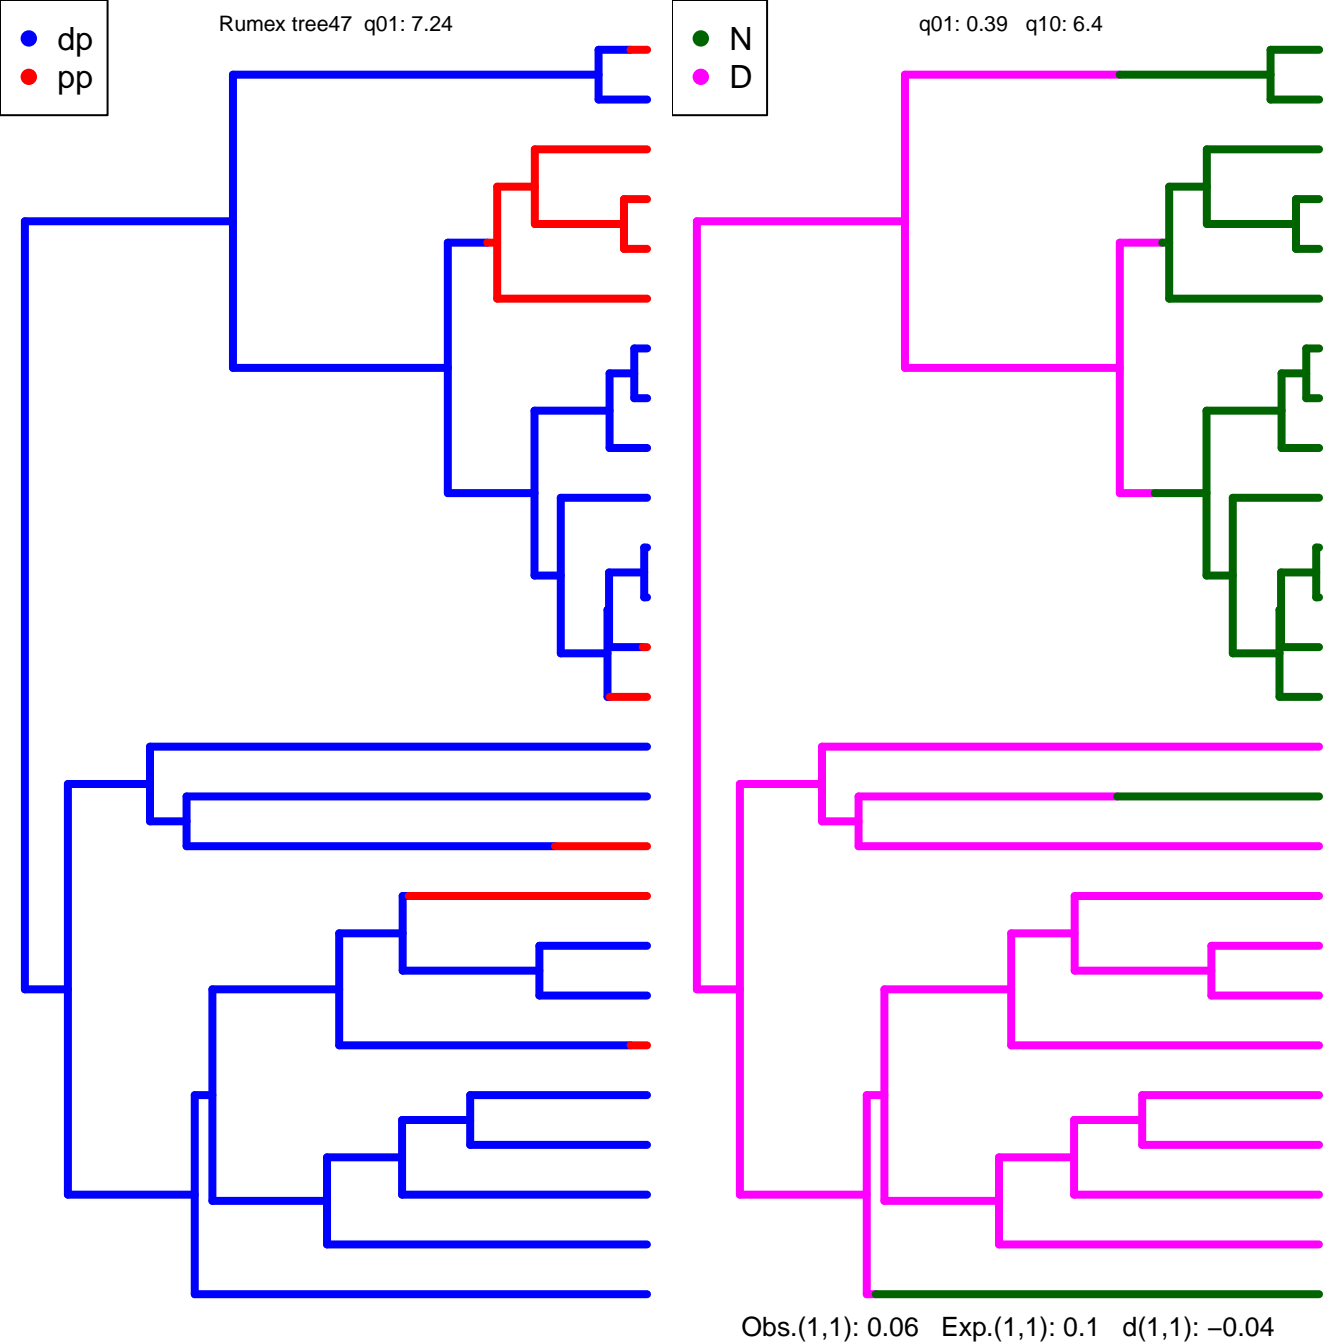 Rumex tree47 q01: 7.24
dp
pp
q01: 0.39 q10: 6.4
N
D
Obs.(1,1): 0.06 Exp.(1,1): 0.1 d(1,1): −0.04